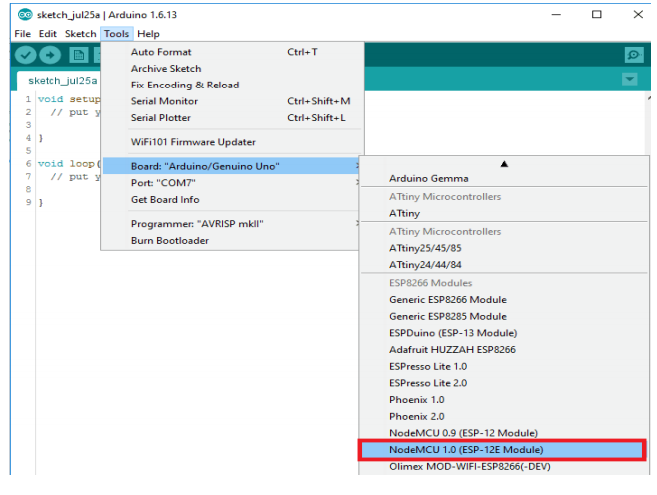 sketch_jul25a | Arduino 1.6.13
File Edit Sketch Tools Help
sketch_jul25a
1 void setup
2 // put y
3
4 }
5
6 void loop(
7 // put y
8
9 }
Auto Format Ctrl+T
Archive Sketch
Fix Encoding & Reload
Serial Monitor Ctrl+Shift+M
Serial Plotter Ctrl+Shift+L
WiFi101 Firmware Updater
Board: "Arduino/Genuino Uno"
Port: "COM7"
Get Board Info
Programmer: "AVRISP mkII"
Burn Bootloader
Arduino Gemma
ATtiny Microcontrollers
ATtiny
ATtiny Microcontrollers
ATtiny25/45/85
ATtiny24/44/84
ESP8266 Modules
Generic ESP8266 Module
Generic ESP8285 Module
ESPDuino (ESP-13 Module)
Adafruit HUZZAH ESP8266
ESPresso Lite 1.0
ESPresso Lite 2.0
Phoenix 1.0
Phoenix 2.0
NodeMCU 0.9 (ESP-12 Module)
NodeMCU 1.0 (ESP-12E Module)
Olimex MOD-WIFI-ESP8266(-DEV)